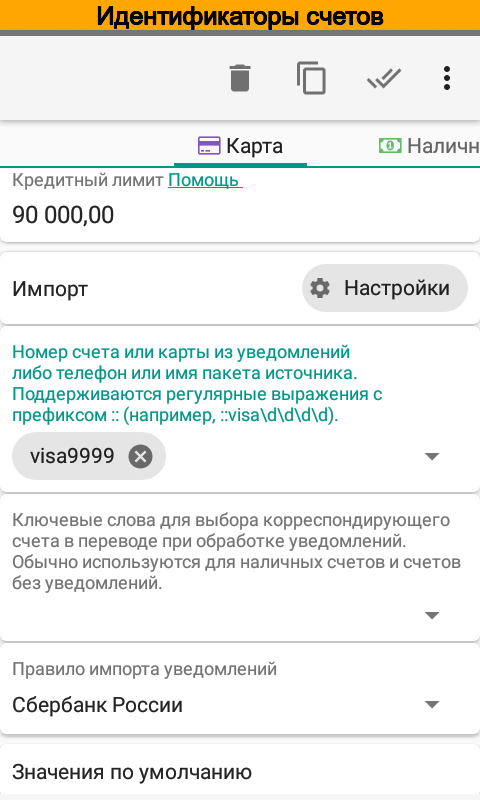 Идентификаторы счетов
Карта
Наличн
Кредитный лимит Помощь
90 000,00
Импорт
Настройки
Номер счета или карты из уведомлений
либо телефон или имя пакета источника.
Поддерживаются регулярные выражения с
префиксом :: (например, ::visa\d\d\d\d).
visa9999
Ключевые слова для выбора корреспондирующего
счета в переводе при обработке уведомлений.
Обычно используются для наличных счетов и счетов
без уведомлений.
Правило импорта уведомлений
Сбербанк России
Значения по умолчанию